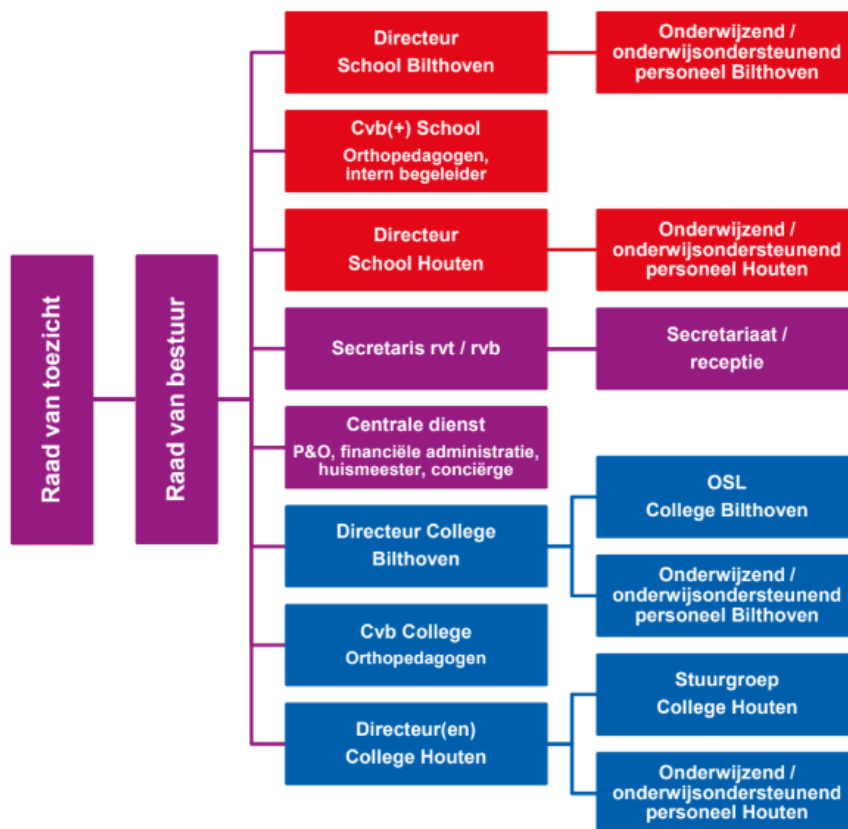 Raad van toezicht
Raad van bestuur
Directeur
School Bilthoven
Onderwijzend /
onderwijsondersteunend
personeel Bilthoven
Cvb(+) School
Orthopedagogen,
intern begeleider
Directeur
School Houten
Onderwijzend /
onderwijsondersteunend
personeel Houten
Secretaris rvt / rvb
Secretariaat /
receptie
Centrale dienst
P&O, financiële administratie,
huismeester, conciërge
Directeur College
Bilthoven
OSL
College Bilthoven
Onderwijzend /
onderwijsondersteunend
personeel Bilthoven
Cvb College
Orthopedagogen
Directeur(en)
College Houten
Stuurgroep
College Houten
Onderwijzend /
onderwijsondersteunend
personeel Houten